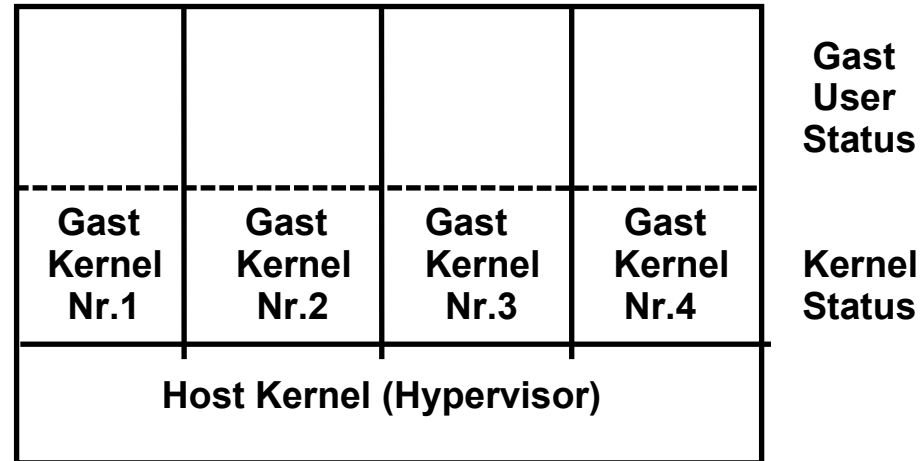 Gast
User
Status
Gast
Kernel
Nr.1
Gast
Kernel
Nr.2
Gast
Kernel
Nr.3
Gast
Kernel
Nr.4
Kernel
Status
Host Kernel (Hypervisor)